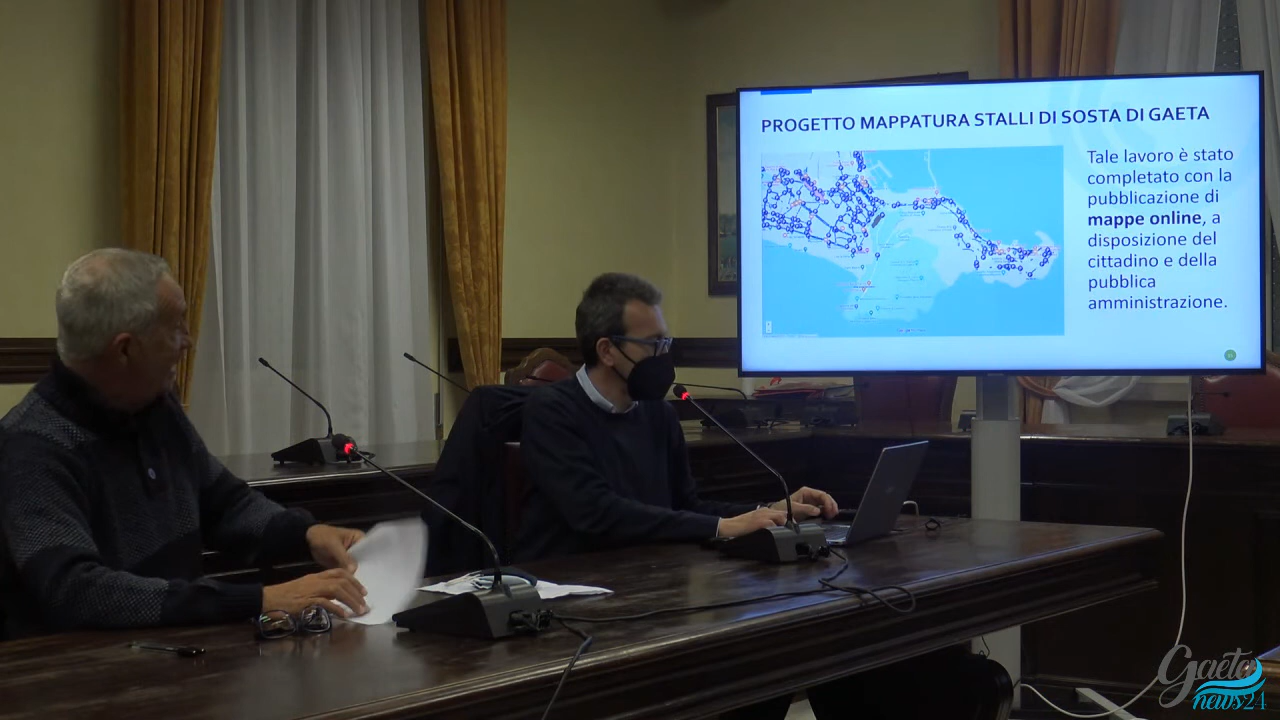 PROGETTO MAPPATURA STALLI DI SOSTA DI GAETA
Tale lavoro è stato
completato con la
pubblicazione di
mappe online, a
disposizione del
cittadino e della
pubblica
amministrazione.
Gaeta
news24